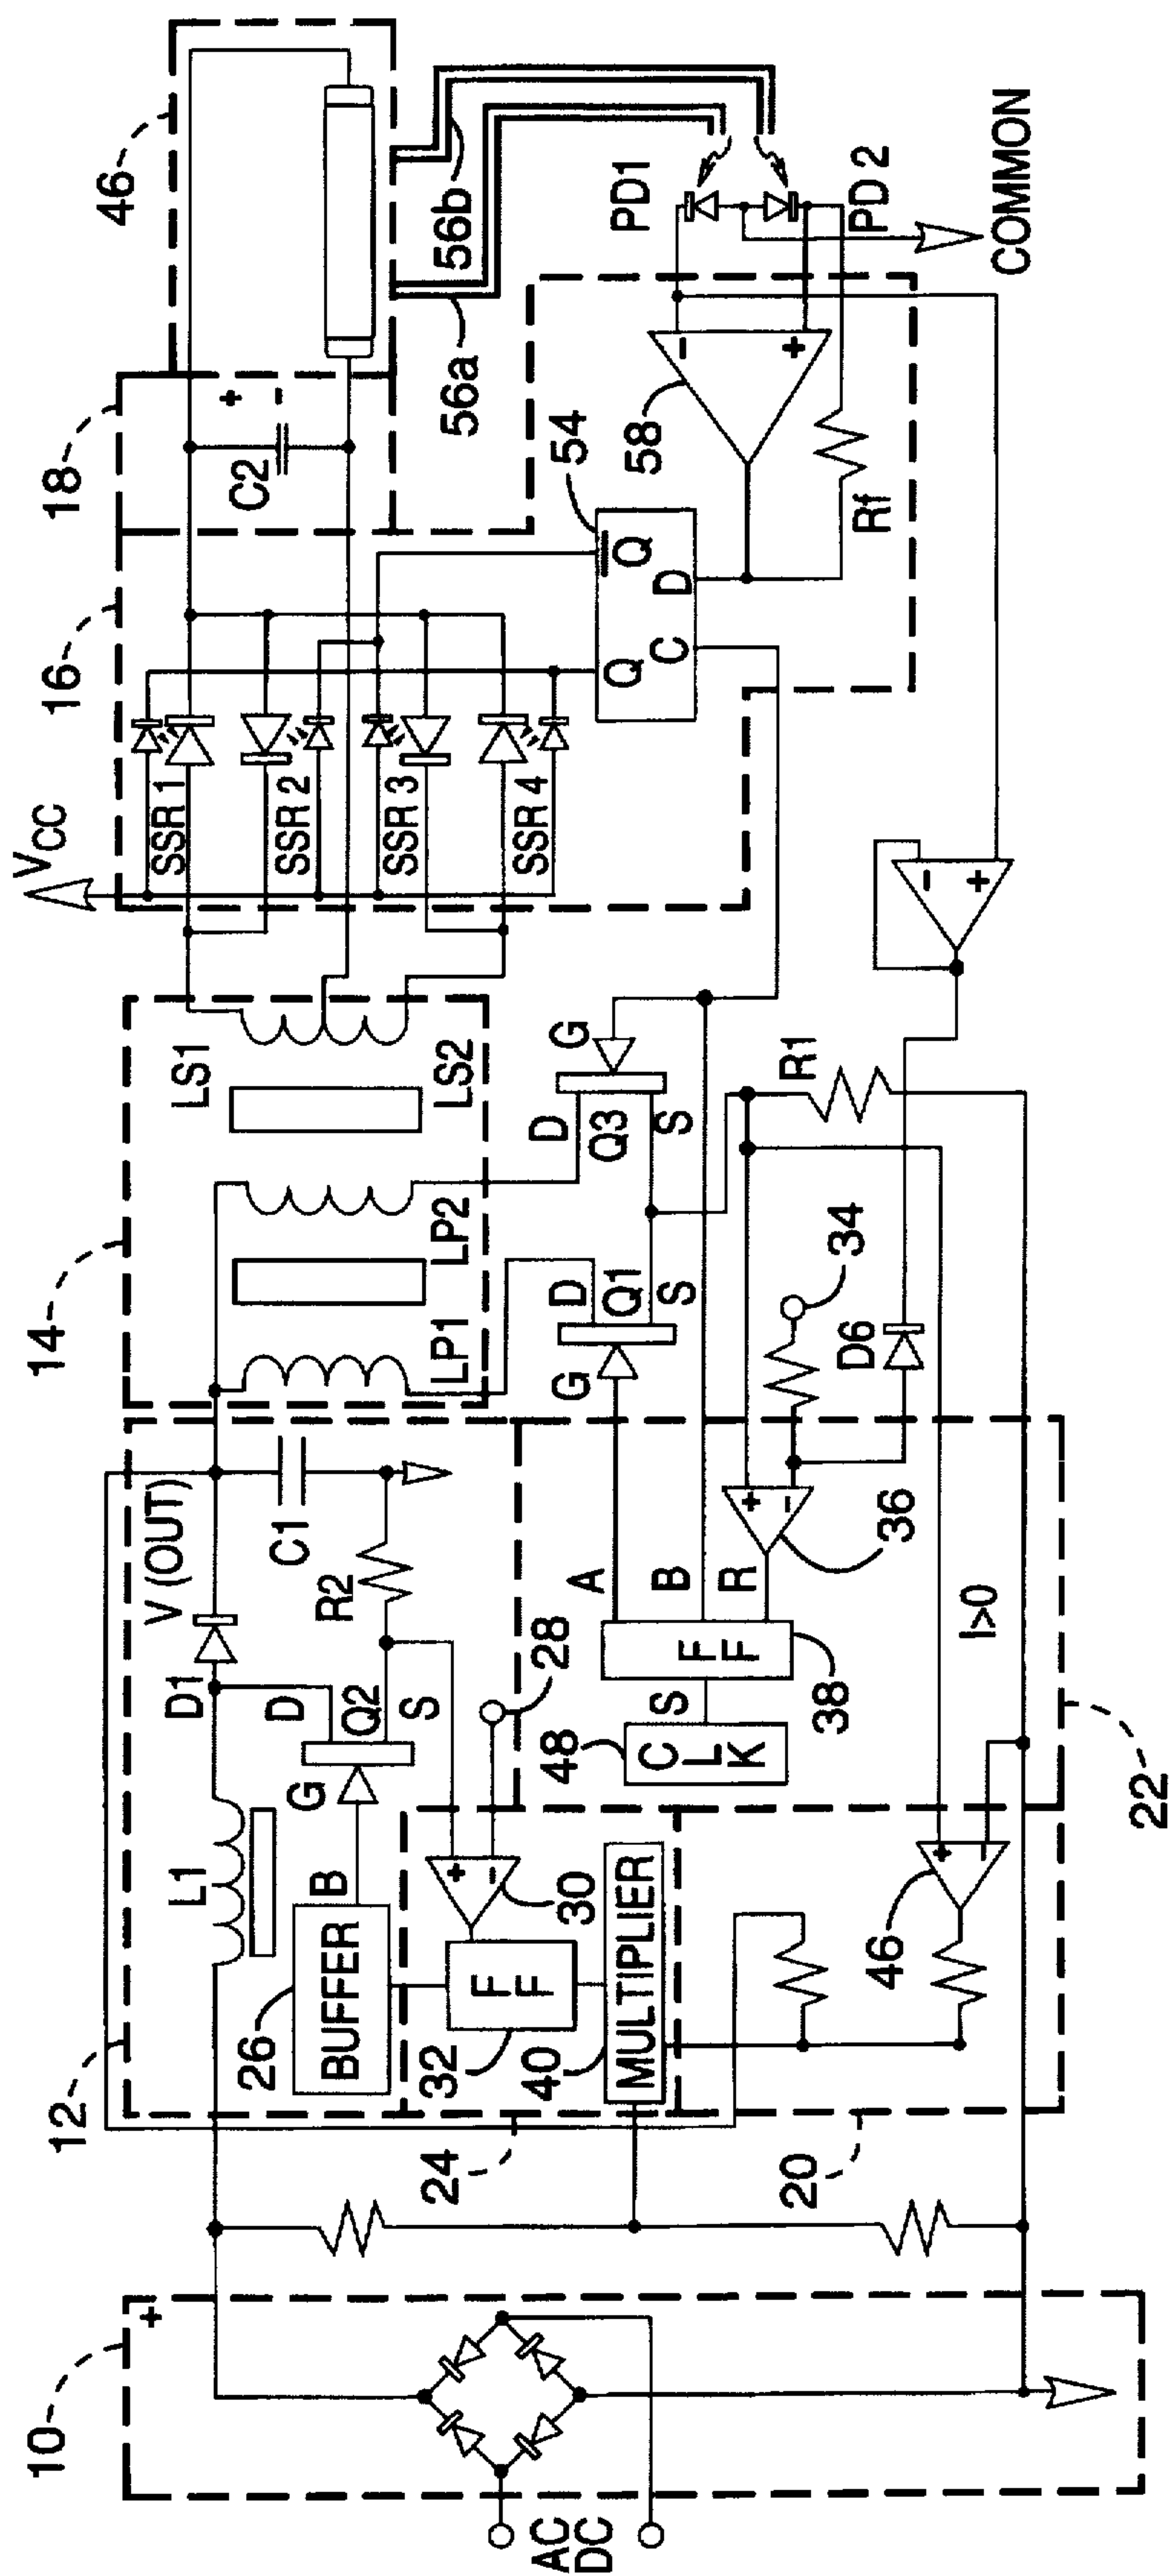 10
+
AC
DC
12
L1
D1
V (OUT)
C1
R2
D
Q2
S
G
B
26
BUFFER
28
+
-
30
F
F
32
24
40
MULTIPLIER
20
46
+
-
I>0
22
48
C
L
K
S
F
F
38
A
B
R
+
-
36
34
D6
R1
14
LP1
LP2
LS1
LS2
G
D
Q1
S
D
Q3
S
G
-
+
VCC
16
SSR 1
SSR 2
SSR 3
SSR 4
Q
Q̅
C
D
54
58
-
+
Rf
18
C2
+
-
46
56a
56b
PD1
PD 2
COMMON